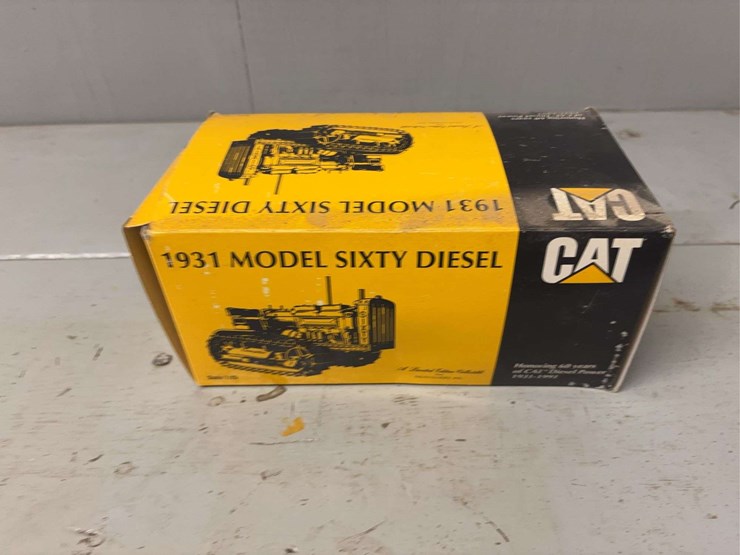 1931 MODEL SIXTY DIESEL
CAT
1931 MODEL SIXTY DIESEL
CAT
Honoring 60 years
of CAT® Diesel Power
1931-1991